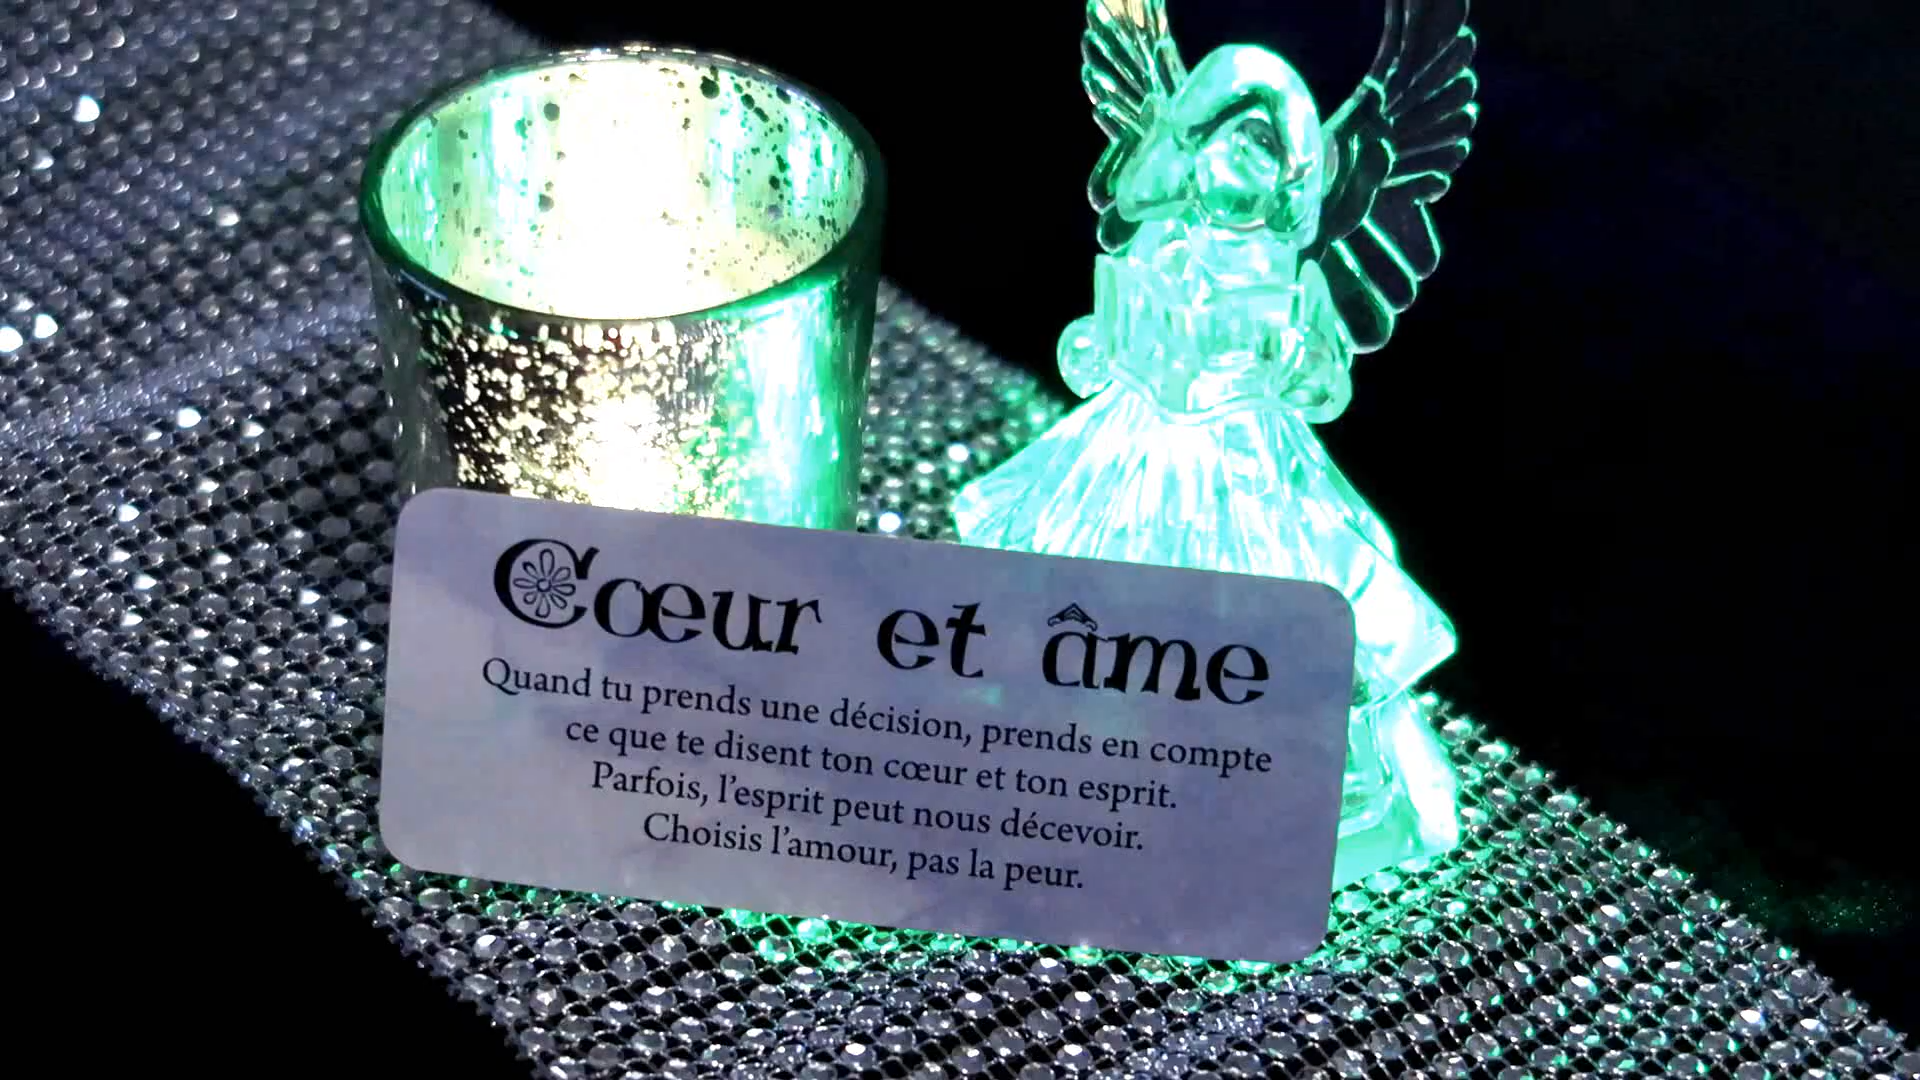 Cœur et âme
Quand tu prends une décision, prends en compte
ce que te disent ton cœur et ton esprit.
Parfois, l'esprit peut nous décevoir.
Choisis l'amour, pas la peur.